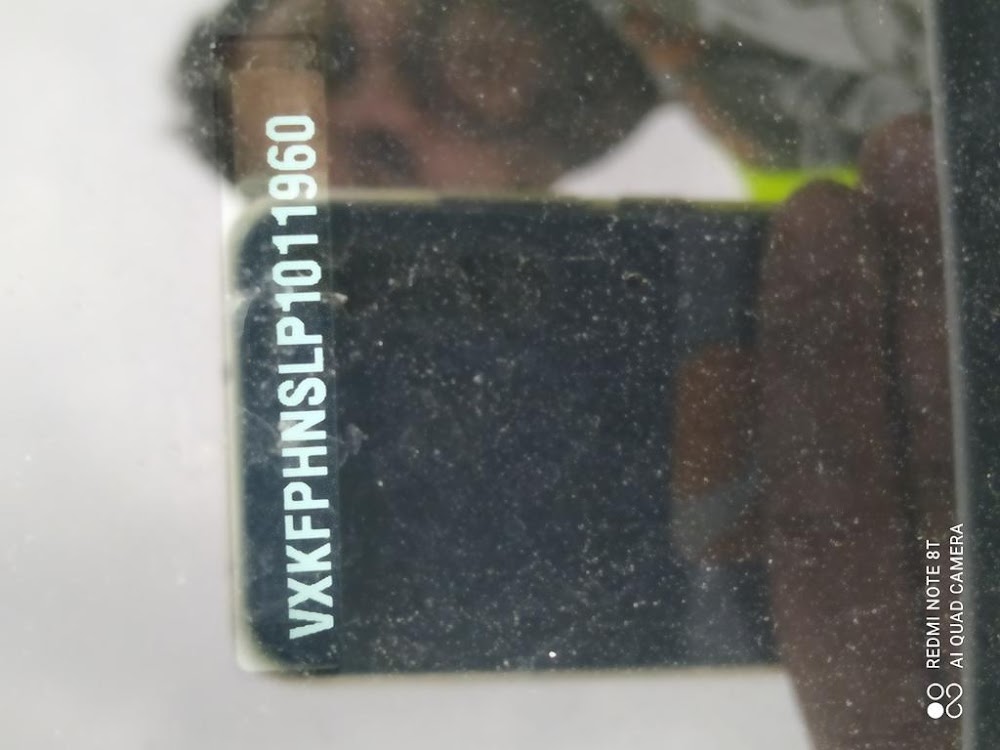 VXKFPHNSLP1011960
REDMI NOTE 8T
AI QUAD CAMERA